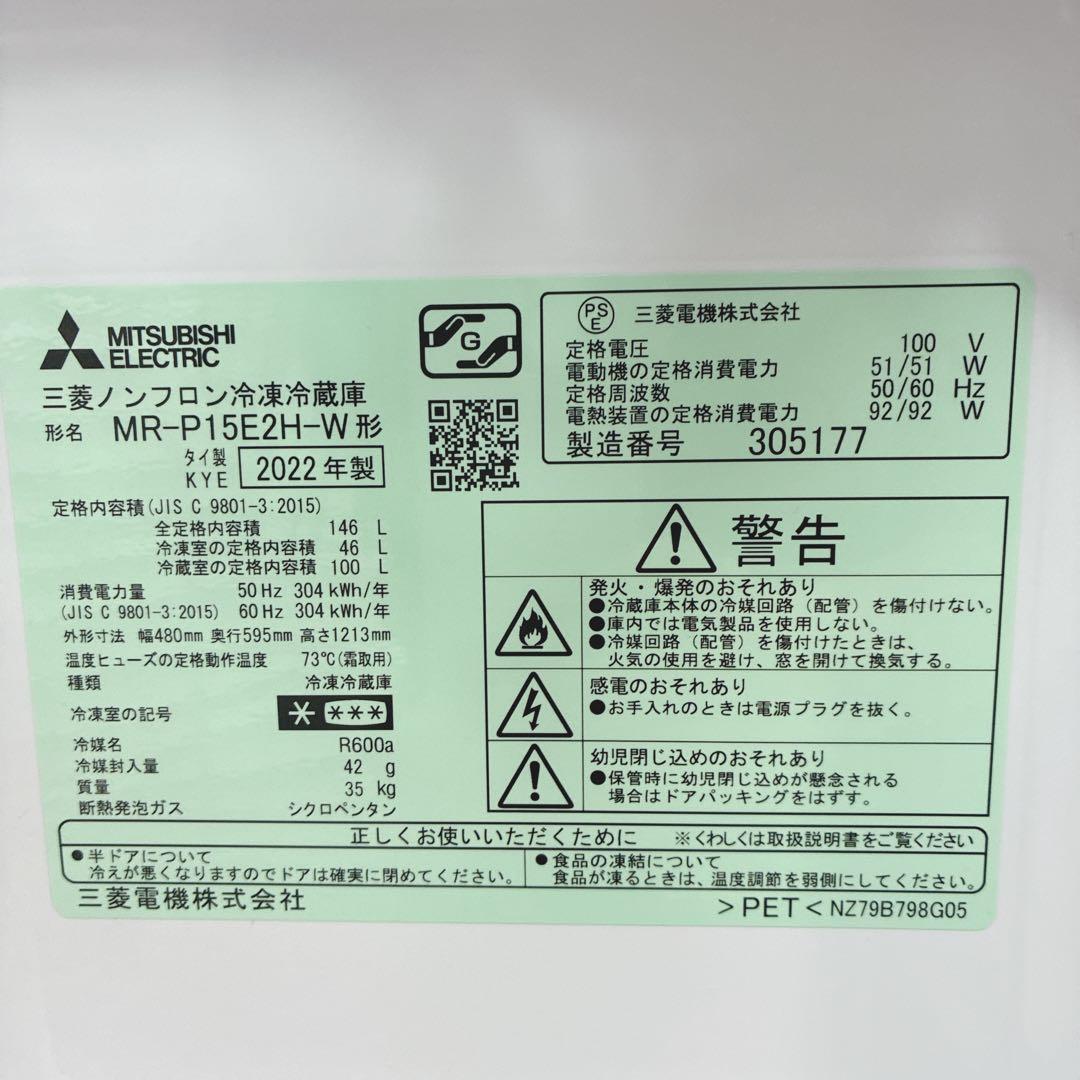 MITSUBISHI
ELECTRIC
三菱ノンフロン冷凍冷蔵庫
形名 MR-P15E2H-W形
タイ製
KYE 2022年製
定格内容積(JIS C 9801-3:2015)
全定格内容積 146 L
冷凍室の定格内容積 46 L
冷蔵室の定格内容積 100 L
消費電力量 50Hz 304kWh/年
(JIS C 9801-3:2015) 60Hz 304kWh/年
外形寸法 幅480mm 奥行595mm 高さ1213mm
温度ヒューズの定格動作温度 73℃(霜取用)
種類 冷凍冷蔵庫
冷凍室の記号 * ***
冷媒名 R600a
冷媒封入量 42 g
質量 35 kg
断熱発泡ガス シクロペンタン
G
PS
E 三菱電機株式会社
定格電圧 100 V
電動機の定格消費電力 51/51 W
定格周波数 50/60 Hz
電熱装置の定格消費電力 92/92 W
製造番号 305177
警告
発火・爆発のおそれあり
●冷蔵庫本体の冷媒回路（配管）を傷付けない。
●庫内では電気製品を使用しない。
●冷媒回路（配管）を傷付けたときは、
火気の使用を避け、窓を開けて換気する。
感電のおそれあり
●お手入れのときは電源プラグを抜く。
幼児閉じ込めのおそれあり
●保管時に幼児閉じ込めが懸念される
場合はドアパッキングをはずす。
正しくお使いいただくために ※くわしくは取扱説明書をご覧ください
●半ドアについて
冷えが悪くなりますのでドアは確実に閉めてください。
●食品の凍結について
食品が凍るときは、温度調節を弱側にしてください。
三菱電機株式会社
>PET< NZ79B798G05